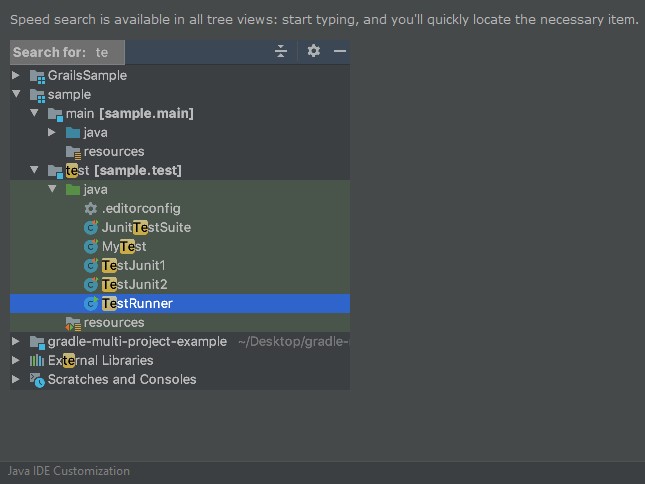 Speed search is available in all tree views: start typing, and you'll quickly locate the necessary item.
Search for: te
GrailsSample
sample
main [sample.main]
java
resources
test [sample.test]
java
.editorconfig
JunitTestSuite
MyTest
TestJunit1
TestJunit2
TestRunner
resources
gradle-multi-project-example ~/Desktop/gradle-
External Libraries
Scratches and Consoles
Java IDE Customization